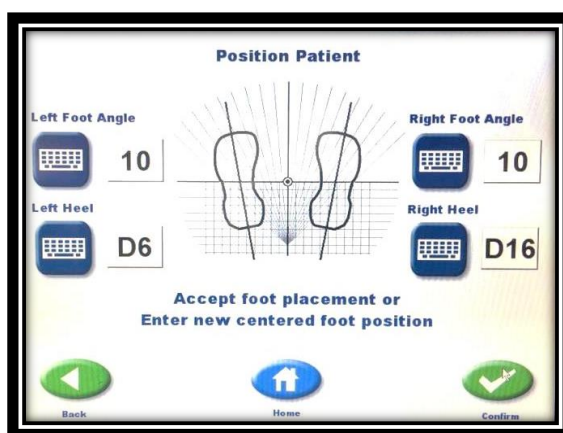 Position Patient
Left Foot Angle
10
Right Foot Angle
10
Left Heel
D6
Right Heel
D16
Accept foot placement or
Enter new centered foot position
Back
Home
Confirm